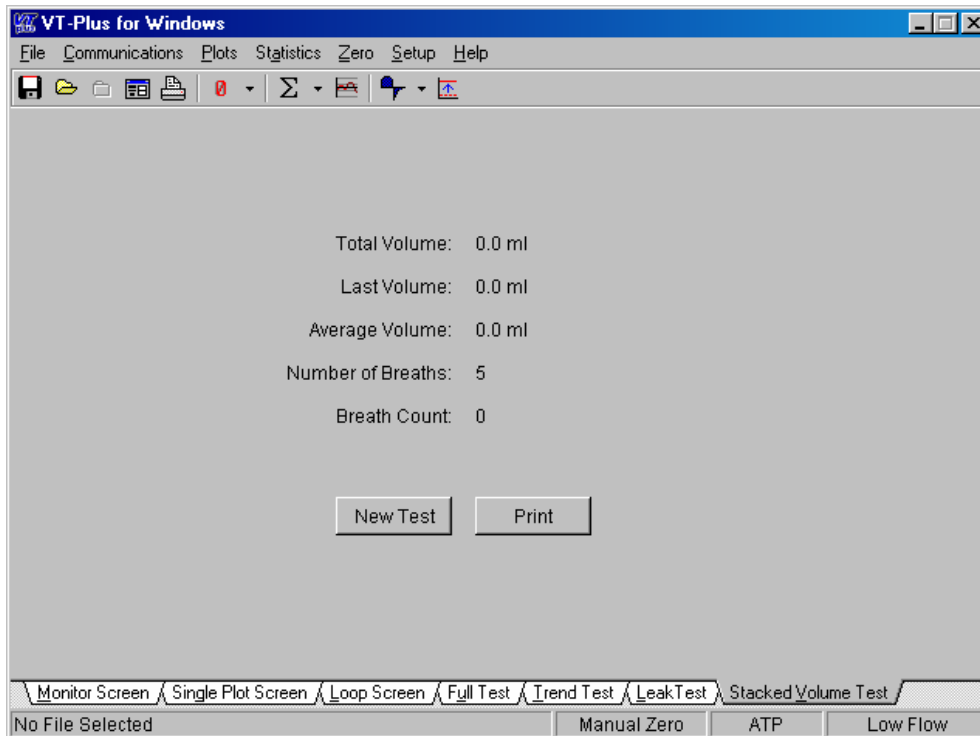 VT-Plus for Windows
File Communications Plots Statistics Zero Setup Help
Total Volume: 0.0 ml
Last Volume: 0.0 ml
Average Volume: 0.0 ml
Number of Breaths: 5
Breath Count: 0
New Test Print
Monitor Screen Single Plot Screen Loop Screen Full Test Trend Test LeakTest Stacked Volume Test
No File Selected Manual Zero ATP Low Flow